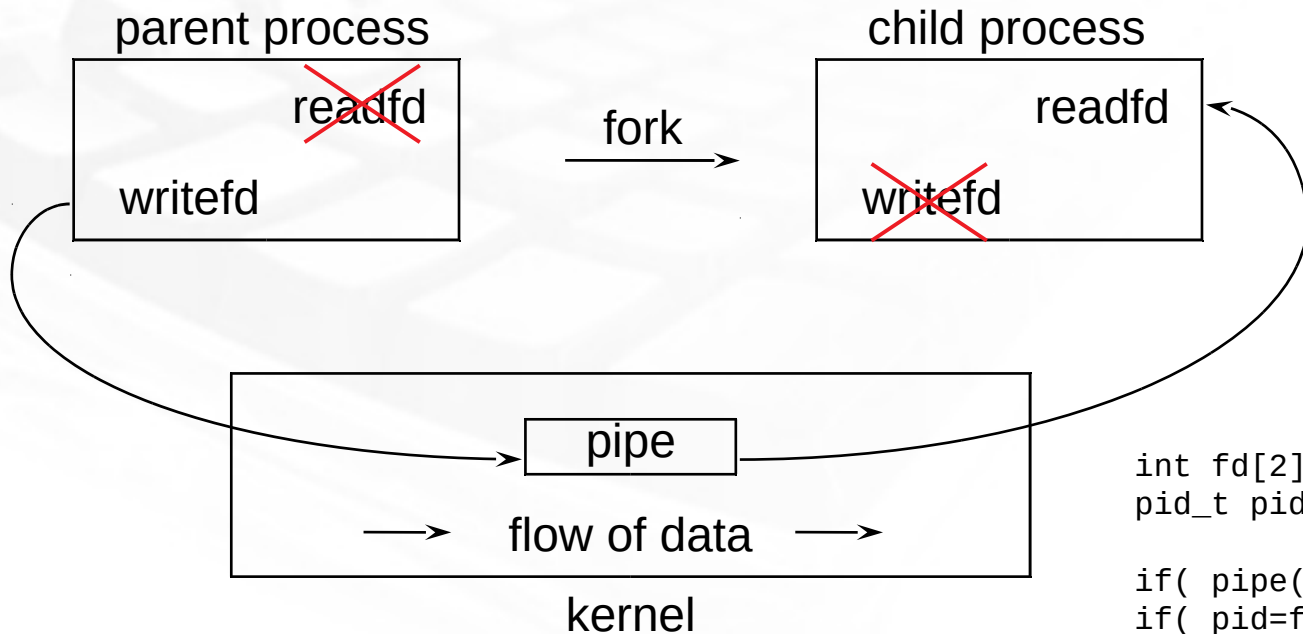 parent process
child process
readfd
readfd
fork
writefd
writefd
pipe
flow of data
kernel
int fd[2]
pid_t pid
if( pipe(
if( pid=f